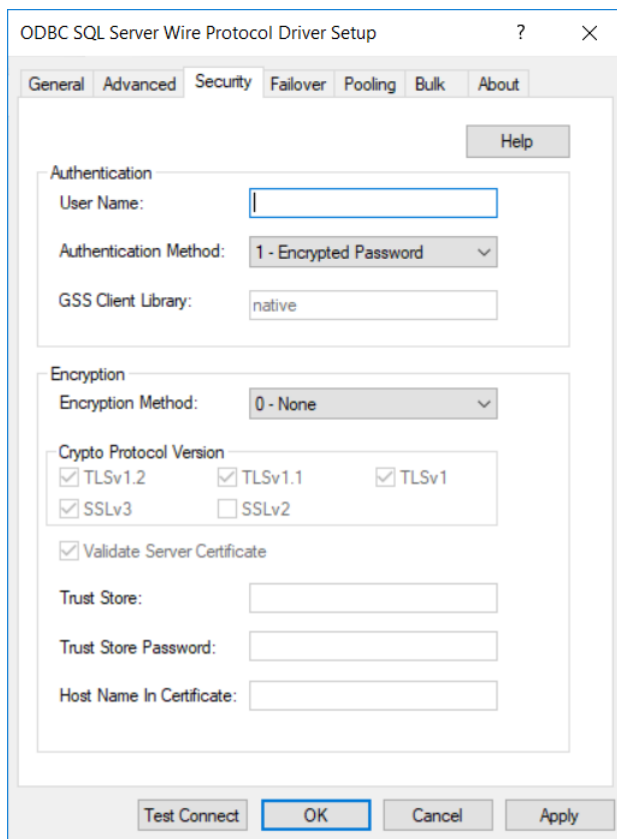 ODBC SQL Server Wire Protocol Driver Setup ?
General Advanced Security Failover Pooling Bulk About
Help
Authentication
User Name:
Authentication Method: 1 - Encrypted Password
GSS Client Library: native
Encryption
Encryption Method: 0 - None
Crypto Protocol Version
TLSv1.2 TLSv1.1 TLSv1
SSLv3 SSLv2
Validate Server Certificate
Trust Store:
Trust Store Password:
Host Name In Certificate:
Test Connect OK Cancel Apply